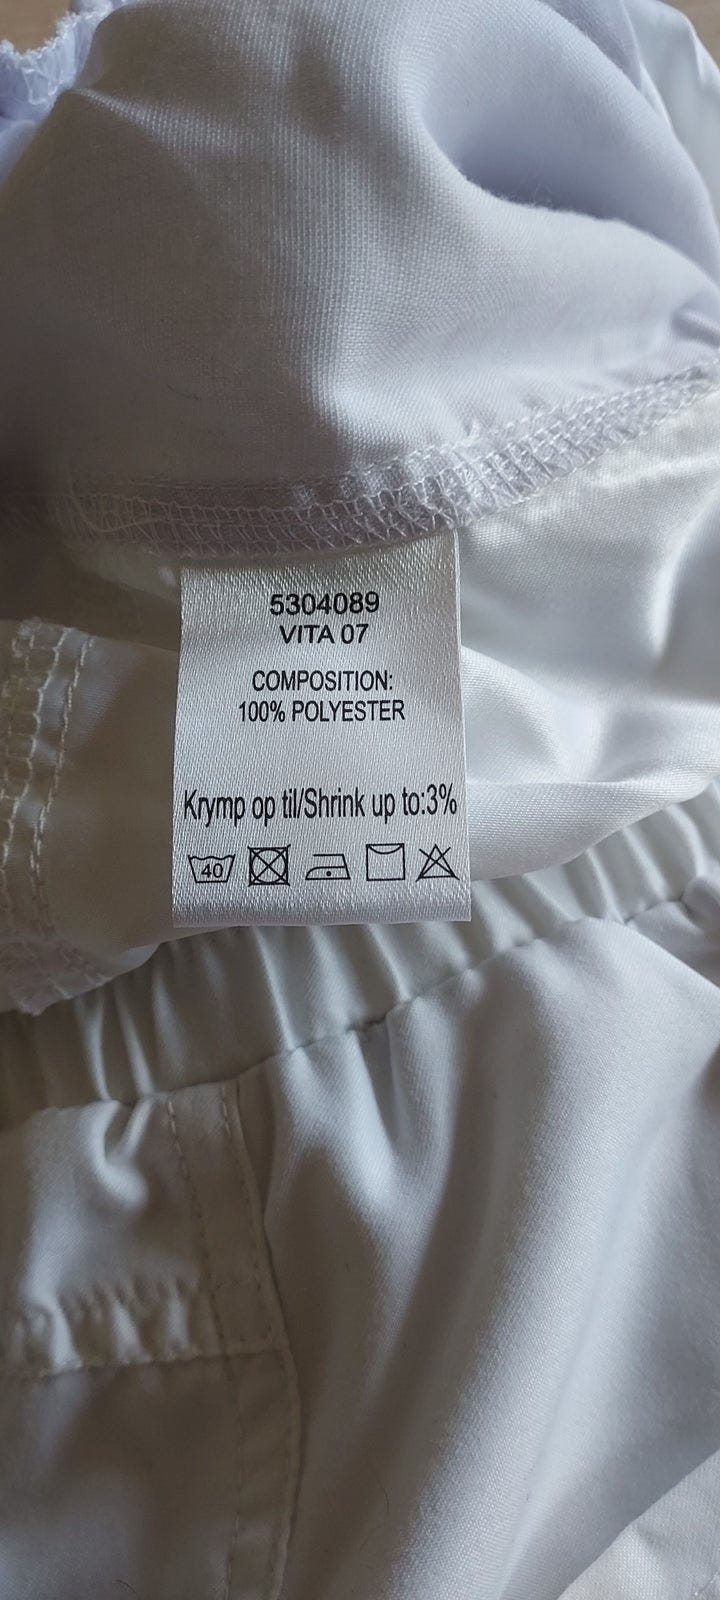 5304089
VITA 07
COMPOSITION:
100% POLYESTER
Krymp op til/Shrink up to:3%
40